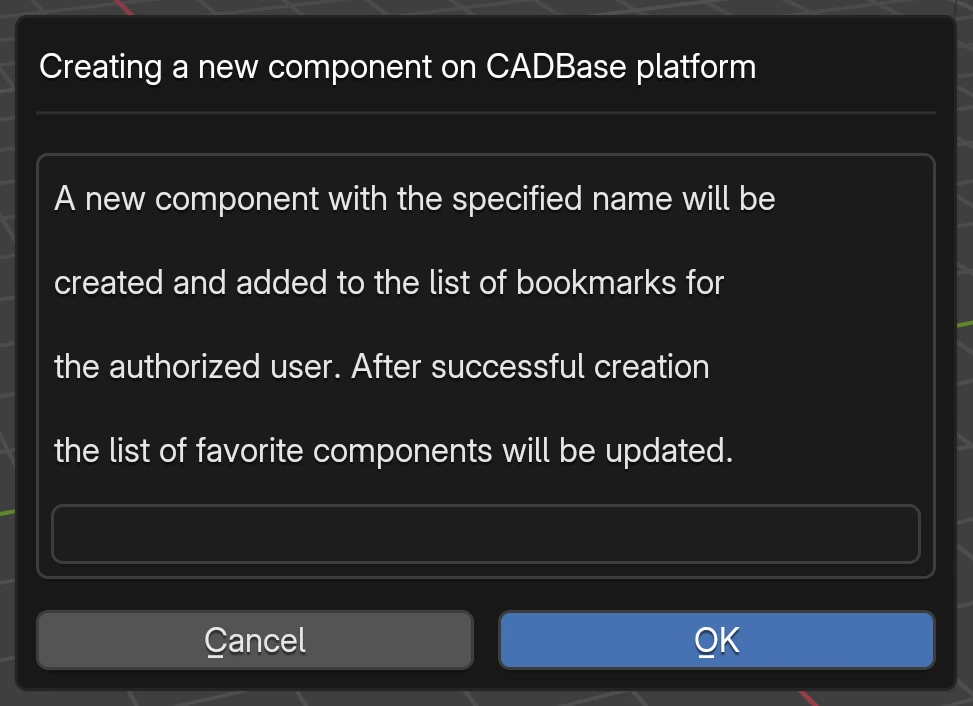 Creating a new component on CADBase platform
A new component with the specified name will be
created and added to the list of bookmarks for
the authorized user. After successful creation
the list of favorite components will be updated.
Cancel
OK